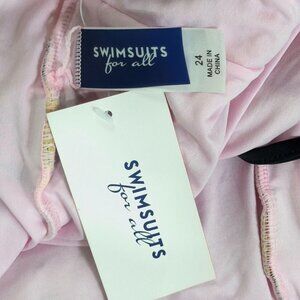 SWIMSUITS
for all
24
MADE IN
CHINA
SWIMSUITS
for all